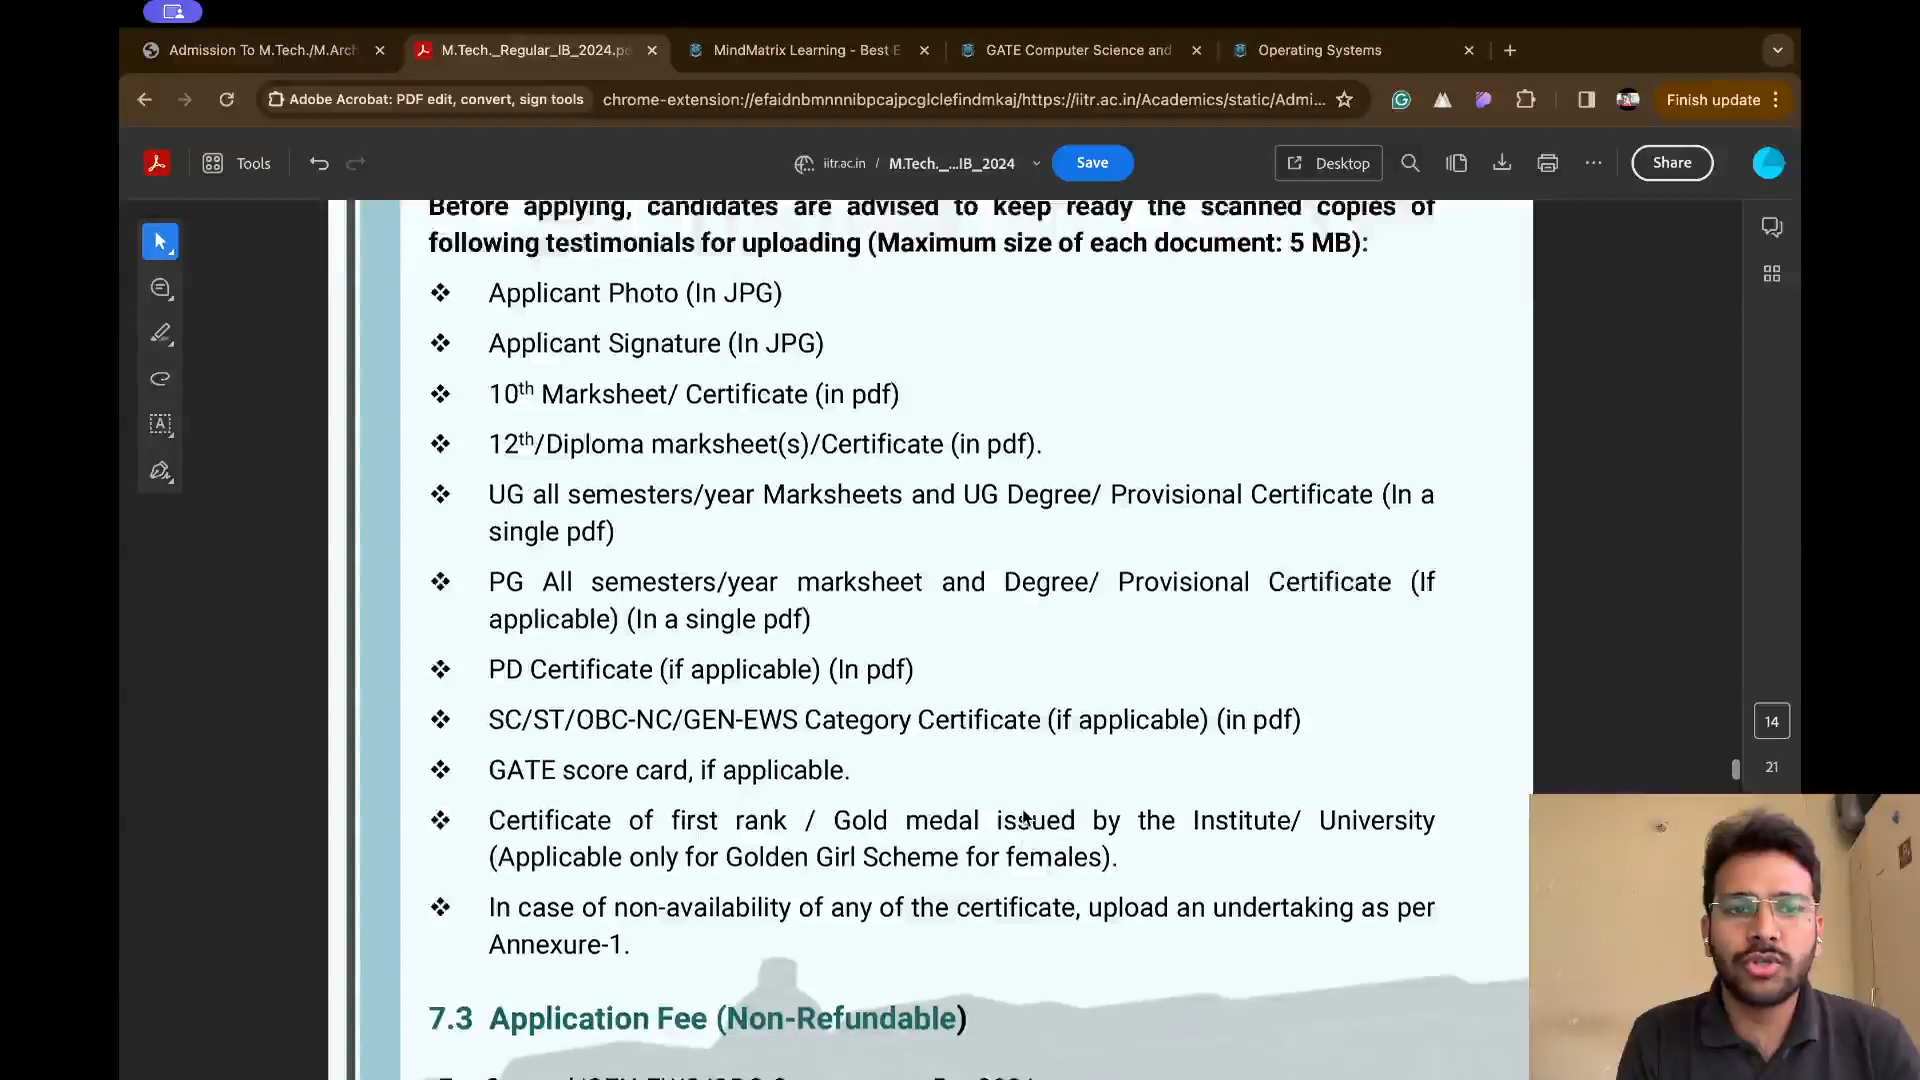 Admission To M.Tech./M.Arch
M.Tech._Regular_IB_2024.pd
MindMatrix Learning - Best E
GATE Computer Science and
Operating Systems
Adobe Acrobat: PDF edit, convert, sign tools
chrome-extension://efaidnbmnnnibpcajpcglclefindmkaj/https://iitr.ac.in/Academics/static/Admi...
Finish update
Tools
iitr.ac.in / M.Tech._...IB_2024
Save
Desktop
Share
Before applying, candidates are advised to keep ready the scanned copies of
following testimonials for uploading (Maximum size of each document: 5 MB):
❖ Applicant Photo (In JPG)
❖ Applicant Signature (In JPG)
❖ 10th Marksheet/ Certificate (in pdf)
❖ 12th/Diploma marksheet(s)/Certificate (in pdf).
❖ UG all semesters/year Marksheets and UG Degree/ Provisional Certificate (In a
single pdf)
❖ PG All semesters/year marksheet and Degree/ Provisional Certificate (If
applicable) (In a single pdf)
❖ PD Certificate (if applicable) (In pdf)
❖ SC/ST/OBC-NC/GEN-EWS Category Certificate (if applicable) (in pdf)
❖ GATE score card, if applicable.
❖ Certificate of first rank / Gold medal issued by the Institute/ University
(Applicable only for Golden Girl Scheme for females).
❖ In case of non-availability of any of the certificate, upload an undertaking as per
Annexure-1.
7.3 Application Fee (Non-Refundable)
14
21